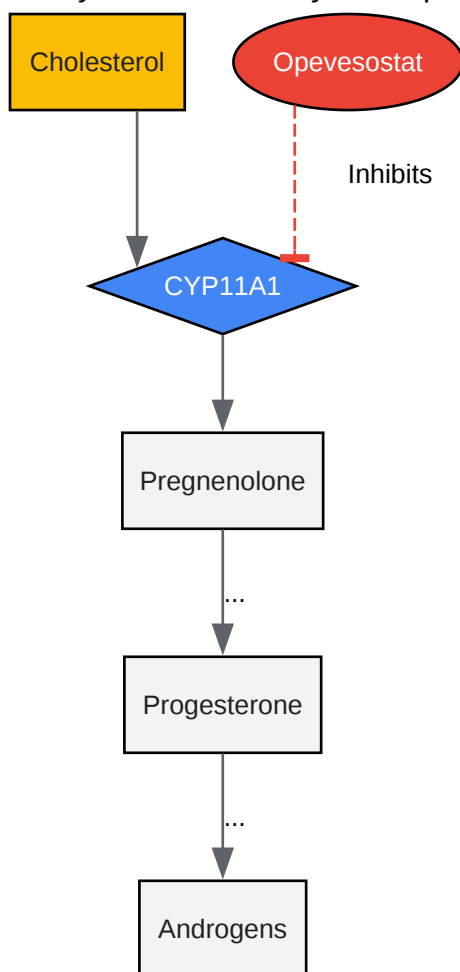 Cholesterol
Opevesostat
Inhibits
CYP11A1
Pregnenolone
...
Progesterone
...
Androgens